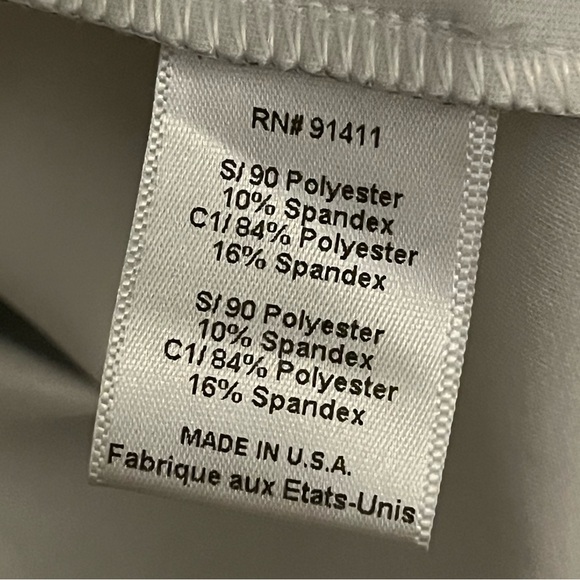 RN# 91411
S/ 90 Polyester
10% Spandex
C1/ 84% Polyester
16% Spandex
S/ 90 Polyester
10% Spandex
C1/ 84% Polyester
16% Spandex
MADE IN U.S.A.
Fabrique aux Etats-Unis